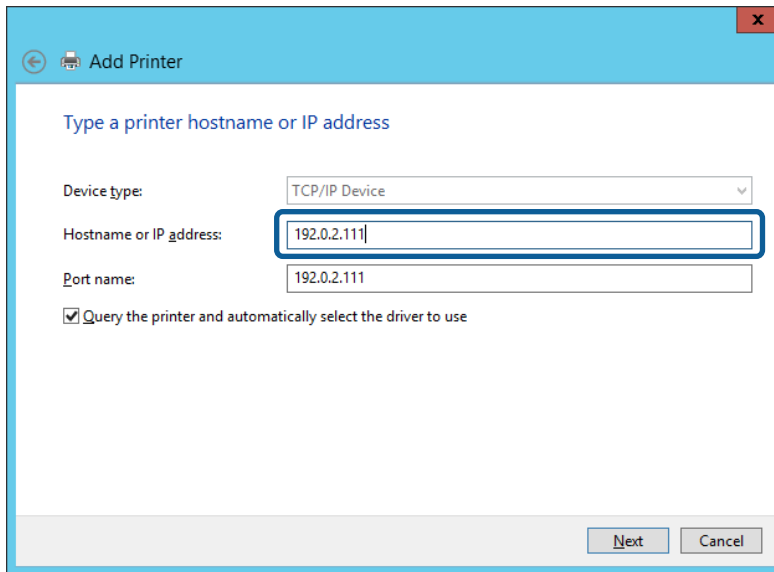 x
Add Printer
Type a printer hostname or IP address
Device type: TCP/IP Device
Hostname or IP address: 192.0.2.111
Port name: 192.0.2.111
Query the printer and automatically select the driver to use
Next Cancel